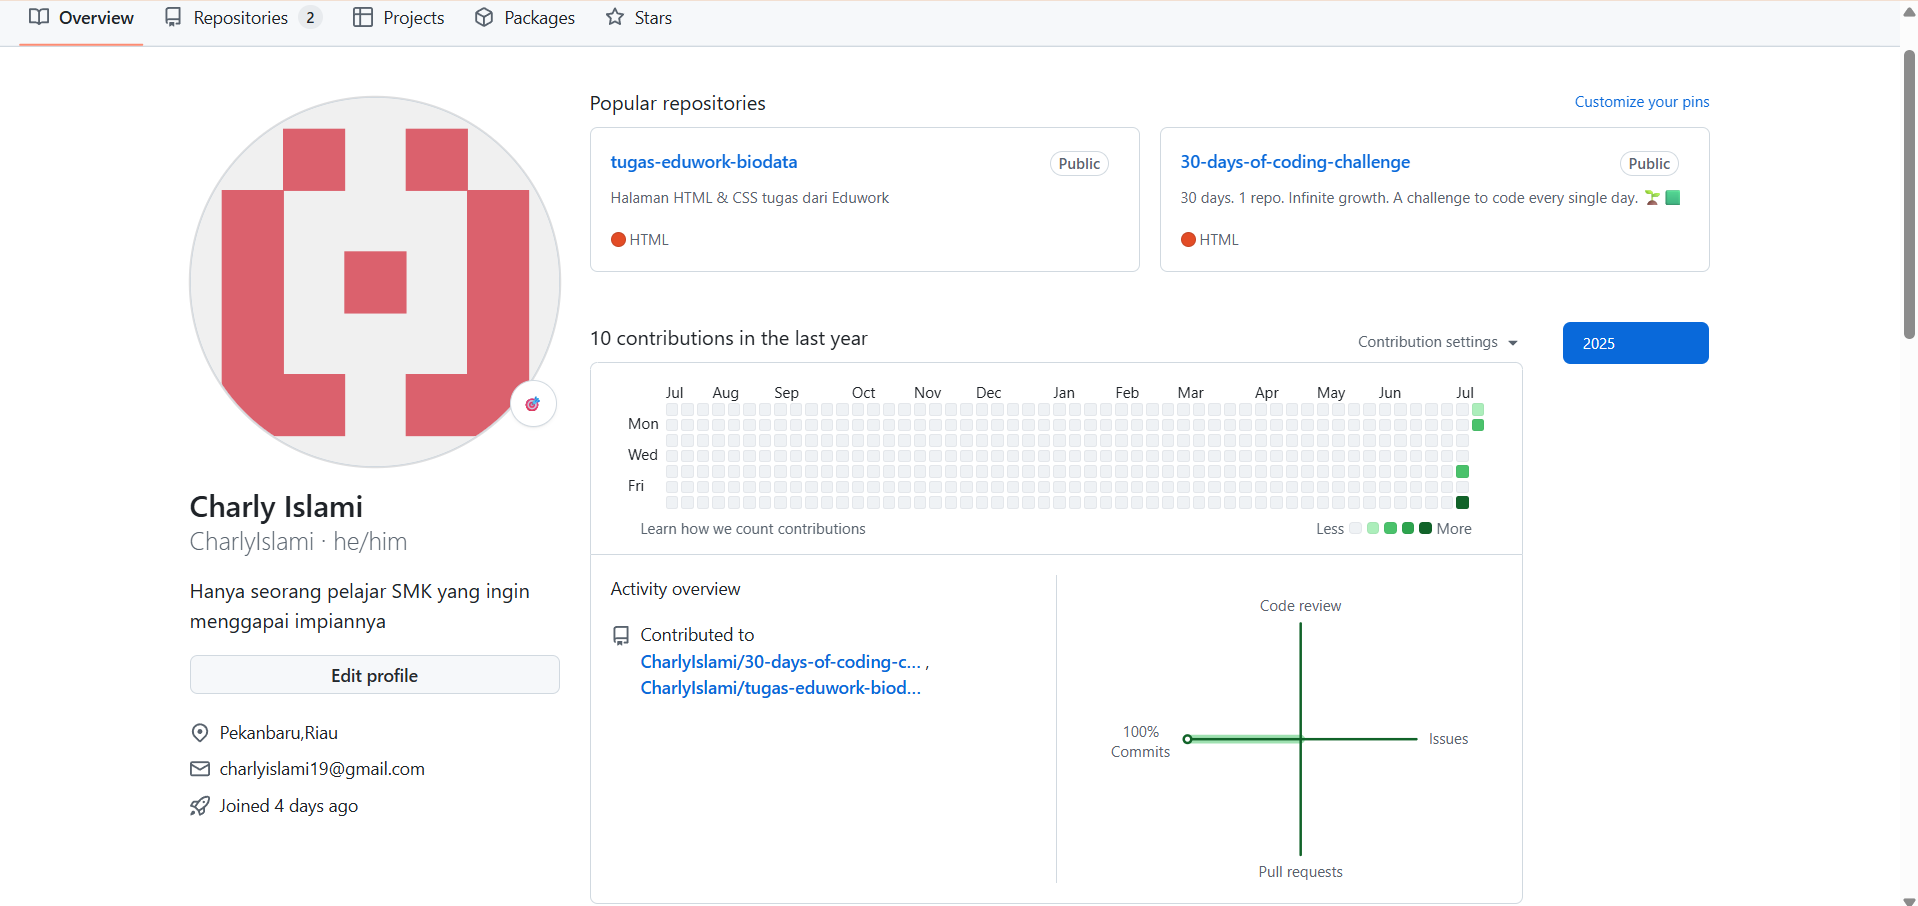 Overview
Repositories 2
Projects
Packages
Stars
Popular repositories
Customize your pins
tugas-eduwork-biodata
Public
Halaman HTML & CSS tugas dari Eduwork
HTML
30-days-of-coding-challenge
Public
30 days. 1 repo. Infinite growth. A challenge to code every single day. 🌱 🟩
HTML
Charly Islami
CharlyIslami · he/him
Hanya seorang pelajar SMK yang ingin
menggapai impiannya
Edit profile
Pekanbaru,Riau
charlyislami19@gmail.com
Joined 4 days ago
10 contributions in the last year
Contribution settings
2025
Jul Aug Sep Oct Nov Dec Jan Feb Mar Apr May Jun Jul
Mon
Wed
Fri
Learn how we count contributions
Less More
Activity overview
Contributed to
CharlyIslami/30-days-of-coding-c... ,
CharlyIslami/tugas-eduwork-biod...
Code review
100%
Commits
Issues
Pull requests